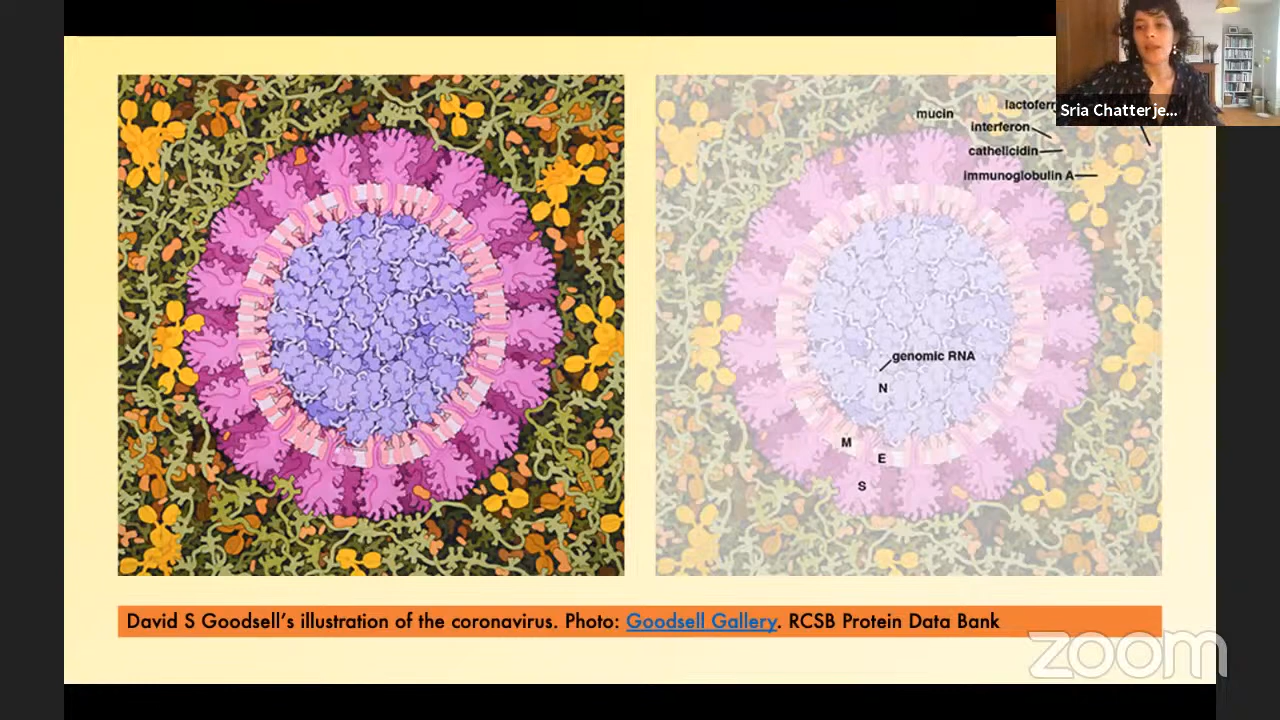 mucin
lactoferr
interferon
cathelicidin
immunoglobulin A
Sria Chatterje...
genomic RNA
N
M
E
S
David S Goodsell's illustration of the coronavirus. Photo: Goodsell Gallery. RCSB Protein Data Bank
zoom